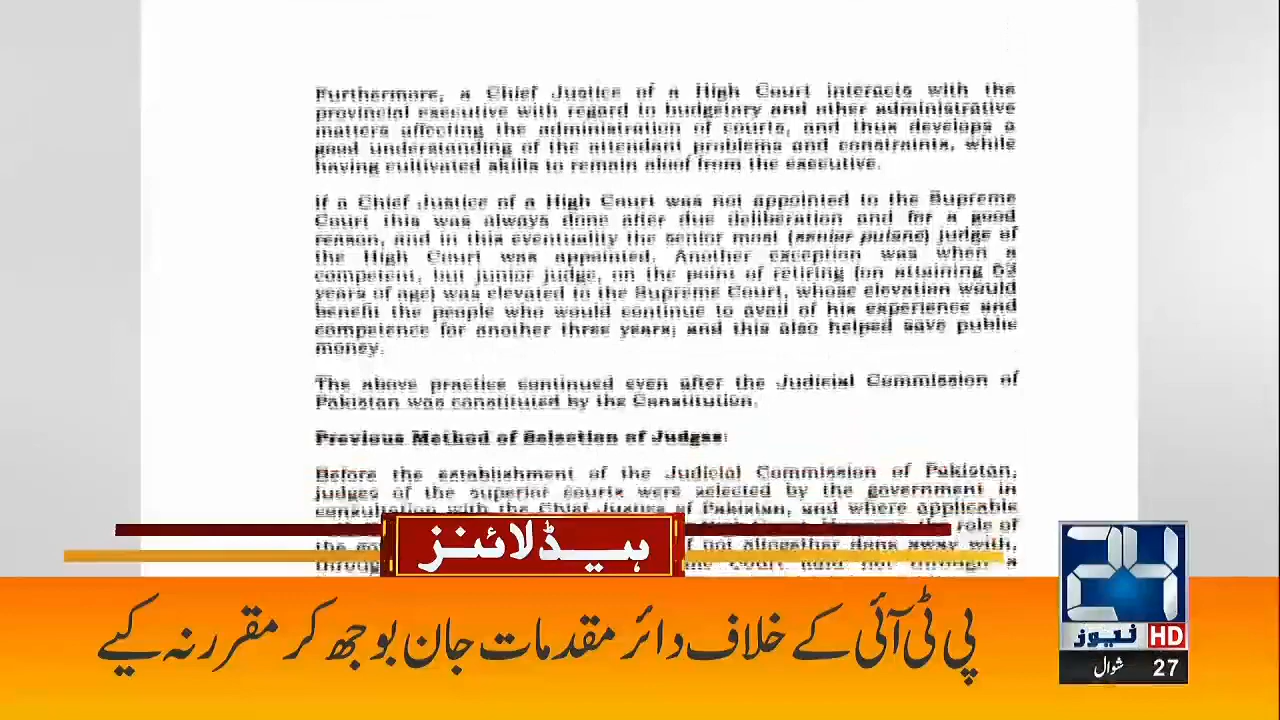 Furthermore, a Chief Justice of a High Court interacts with the
provincial executive with regard to budgetary and other administrative
matters affecting the administration of courts, and thus develops a
good understanding of the attendant problems and constraints, while
having cultivated skills to remain aloof from the executive.
If a Chief Justice of a High Court was not appointed to the Supreme
Court this was always done after due deliberation and for a good
reason, and in this eventuality the senior most (senior puisne) judge of
the High Court was appointed. Another exception was when a
competent, but junior judge, on the point of retiring (on attaining 62
years of age) was elevated to the Supreme Court, whose elevation would
benefit the people who would continue to avail of his experience and
competence for another three years; and this also helped save public
money.
The above practice continued even after the Judicial Commission of
Pakistan was constituted by the Constitution.
Previous Method of Selection of Judges:
Before the establishment of the Judicial Commission of Pakistan,
judges of the superior courts were selected by the government in
consultation with the Chief Justice of Pakistan, and where applicable
the role of
the not altogether done away with,
through a
ہیڈلائنز
پی ٹی آئی کے خلاف دائر مقدمات جان بوجھ کر مقرر نہ کیے
24
نیوز HD
27 شوال